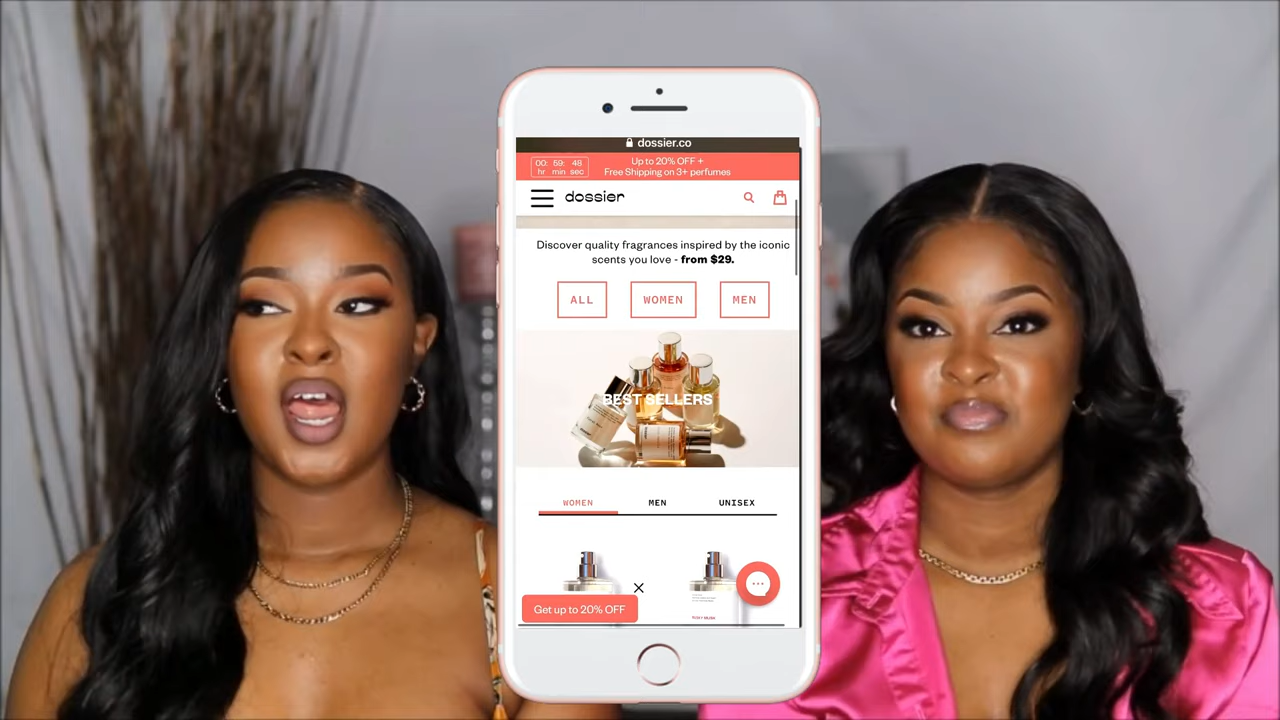 dossier.co
00: 59: 48
hr min sec
Up to 20% OFF +
Free Shipping on 3+ perfumes
dossier
Discover quality fragrances inspired by the iconic
scents you love - from $29.
ALL
WOMEN
MEN
BEST SELLERS
WOMEN
MEN
UNISEX
Get up to 20% OFF